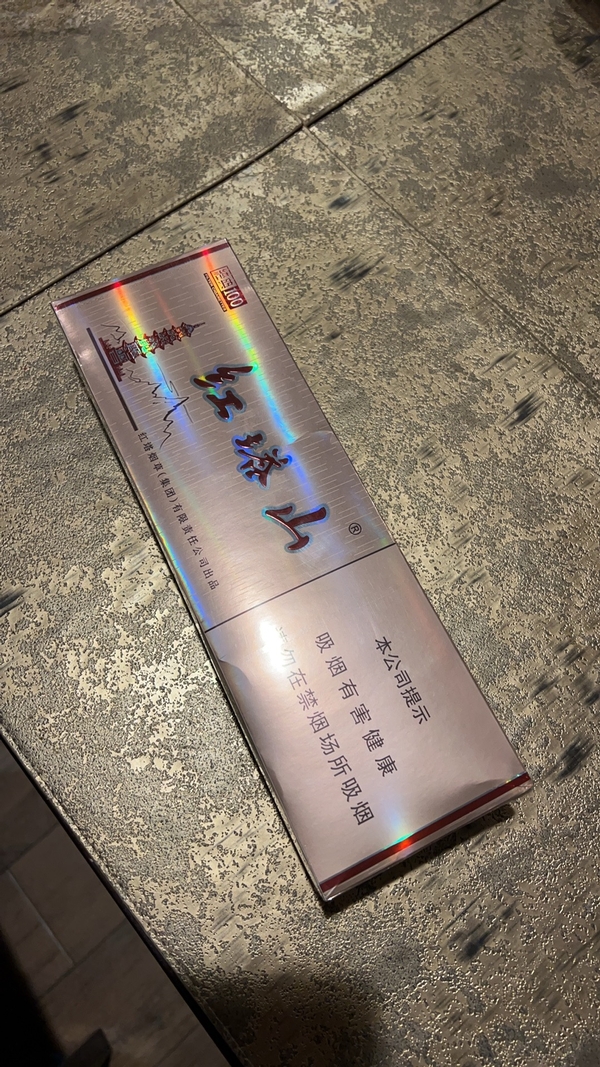 100
红塔山®
红塔烟草(集团)有限责任公司出品
本公司提示
吸烟有害健康
请勿在禁烟场所吸烟